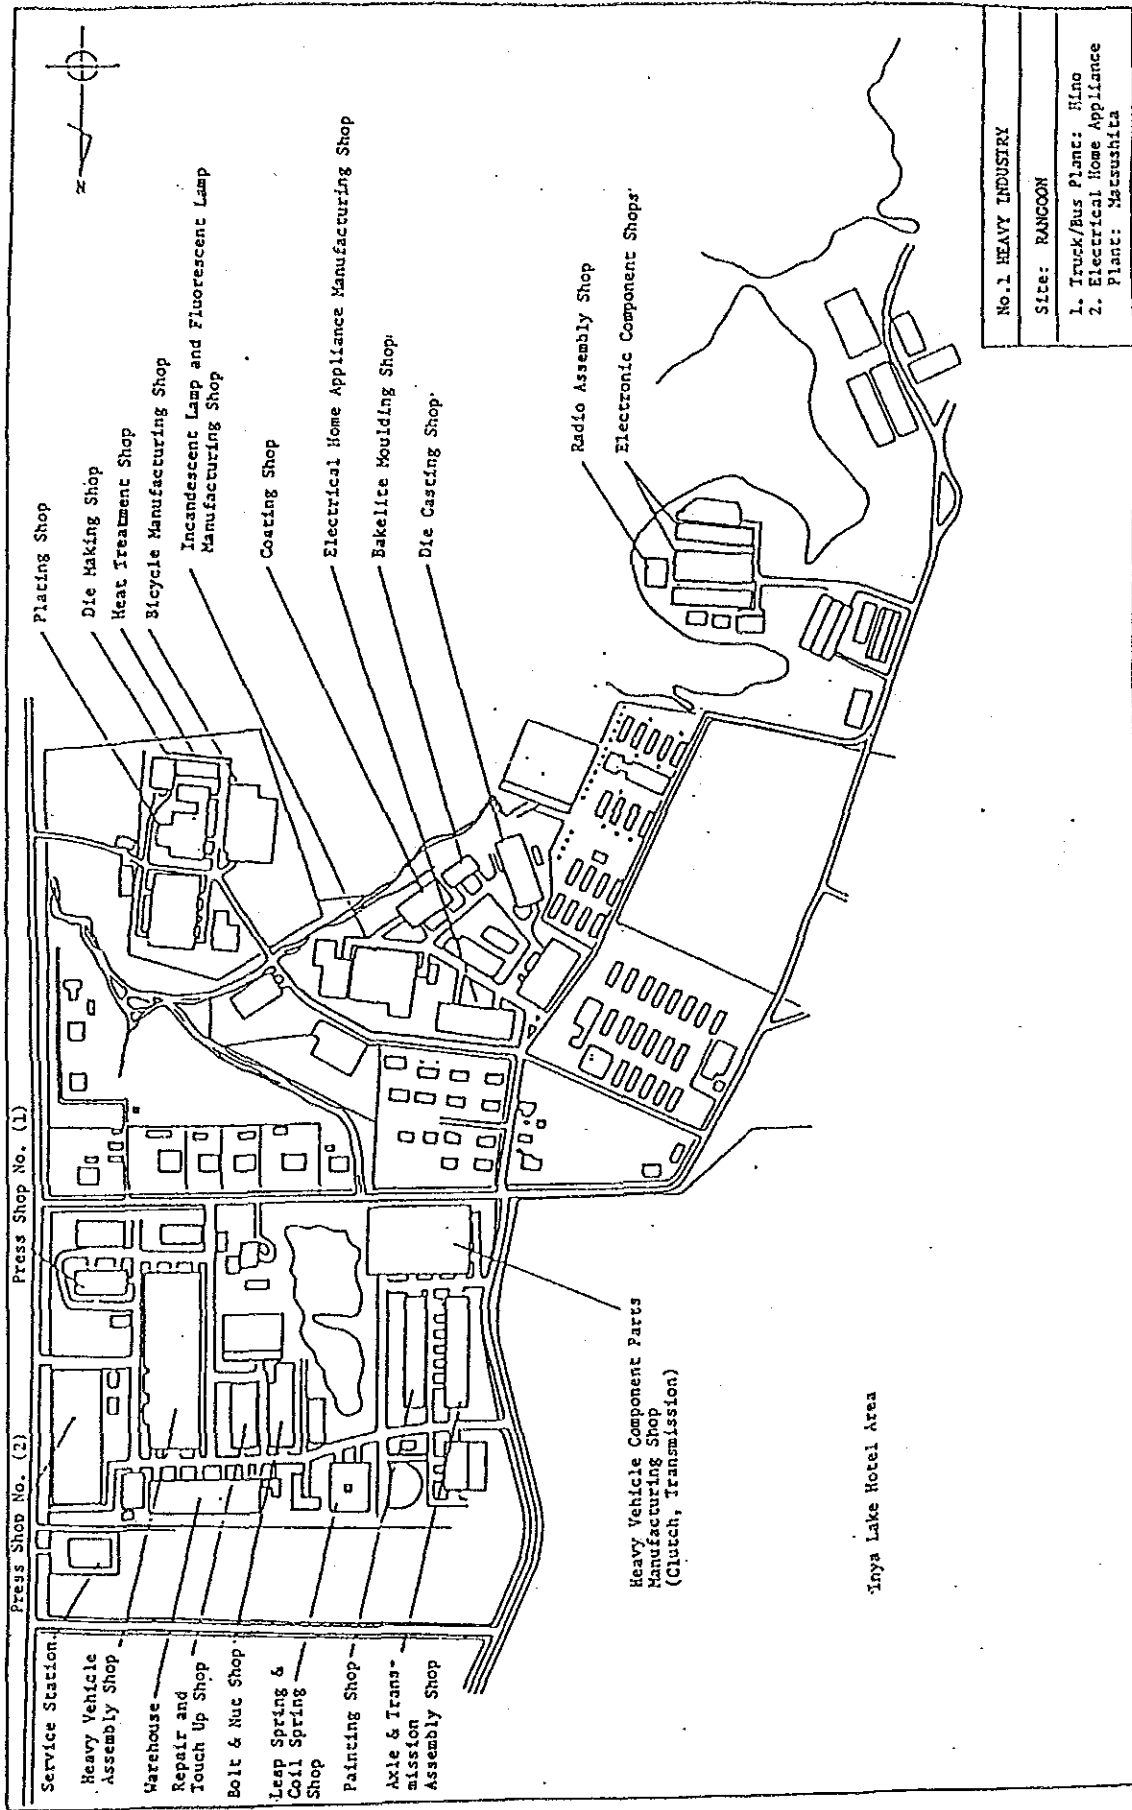 Press Shop No. (2)
Press Shop No. (1)
Service Station
Heavy Vehicle
Assembly Shop
Warehouse
Repair and
Touch Up Shop
Bolt & Nut Shop
Leap Spring &
Coil Spring
Shop
Painting Shop
Axle & Trans-
mission
Assembly Shop
Plating Shop
Die Making Shop
Heat Treatment Shop
Bicycle Manufacturing Shop
Incandescent Lamp and Fluorescent Lamp
Manufacturing Shop
Coating Shop
Electrical Home Appliance Manufacturing Shop
Bakelite Moulding Shop
Die Casting Shop
Radio Assembly Shop
Electronic Component Shops
Heavy Vehicle Component Parts
Manufacturing Shop
(Clutch, Transmission)
Inya Lake Hotel Area
N
No.1 HEAVY INDUSTRY
Site: RANGOON
1. Truck/Bus Plant: Hino
2. Electrical Home Appliance
Plant: Matsushita